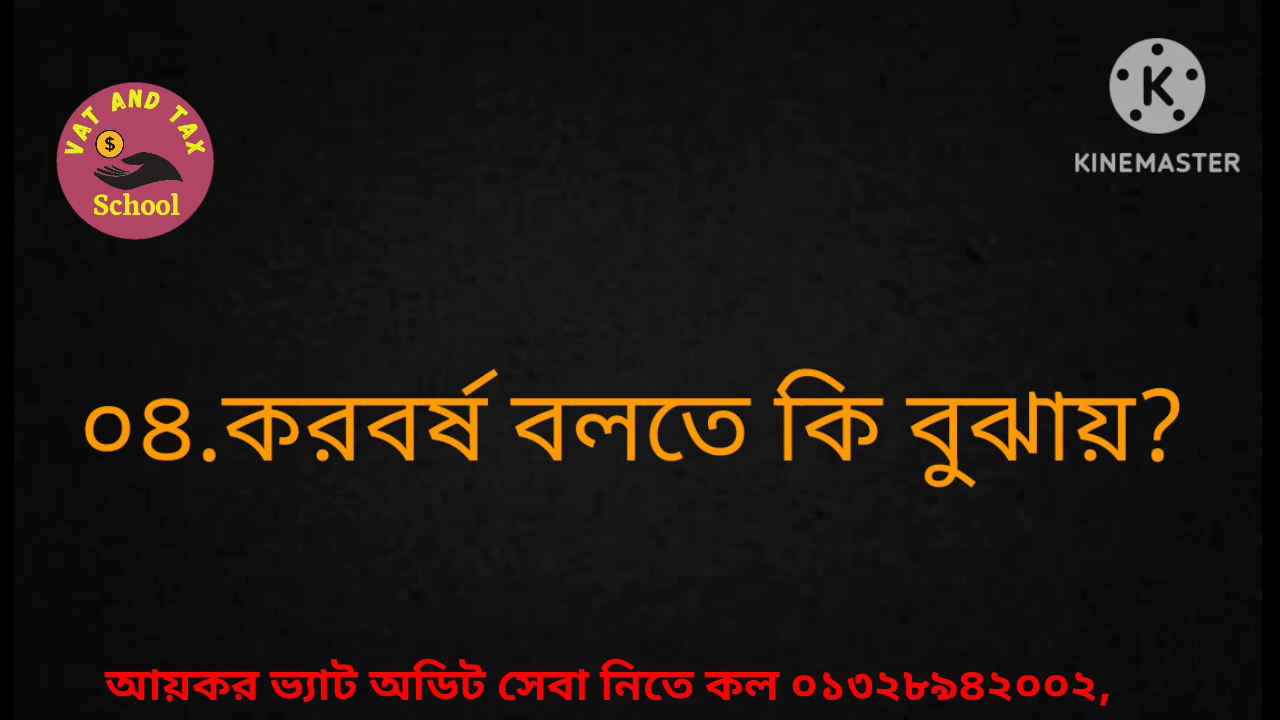 VAT AND TAX
$
School
K
KINEMASTER
০৪.করবর্ষ বলতে কি বুঝায়?
আয়কর ভ্যাট অডিট সেবা নিতে কল ০১৩২৮৯৪২০০২,